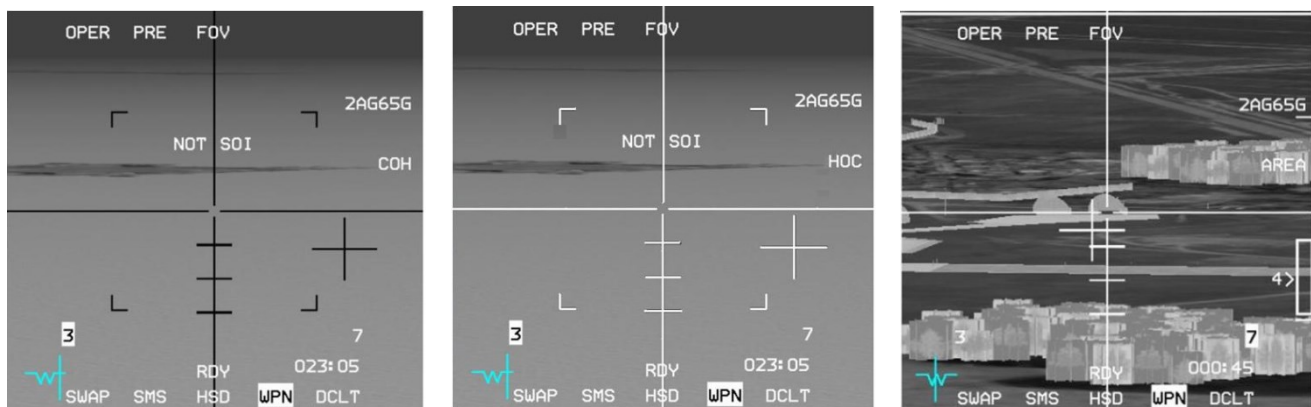 OPER PRE FOV
2AG65G
NOT SOI
COH
3
7
023:05
RDY
SWAP SMS HSD WPN DCLT
OPER PRE FOV
2AG65G
NOT SOI
HOC
3
7
023:05
RDY
SWAP SMS HSD WPN DCLT
OPER PRE FOV
2AG65G
AREA
4>
3
7
000:45
RDY
SWAP SMS HSD WPN DCLT